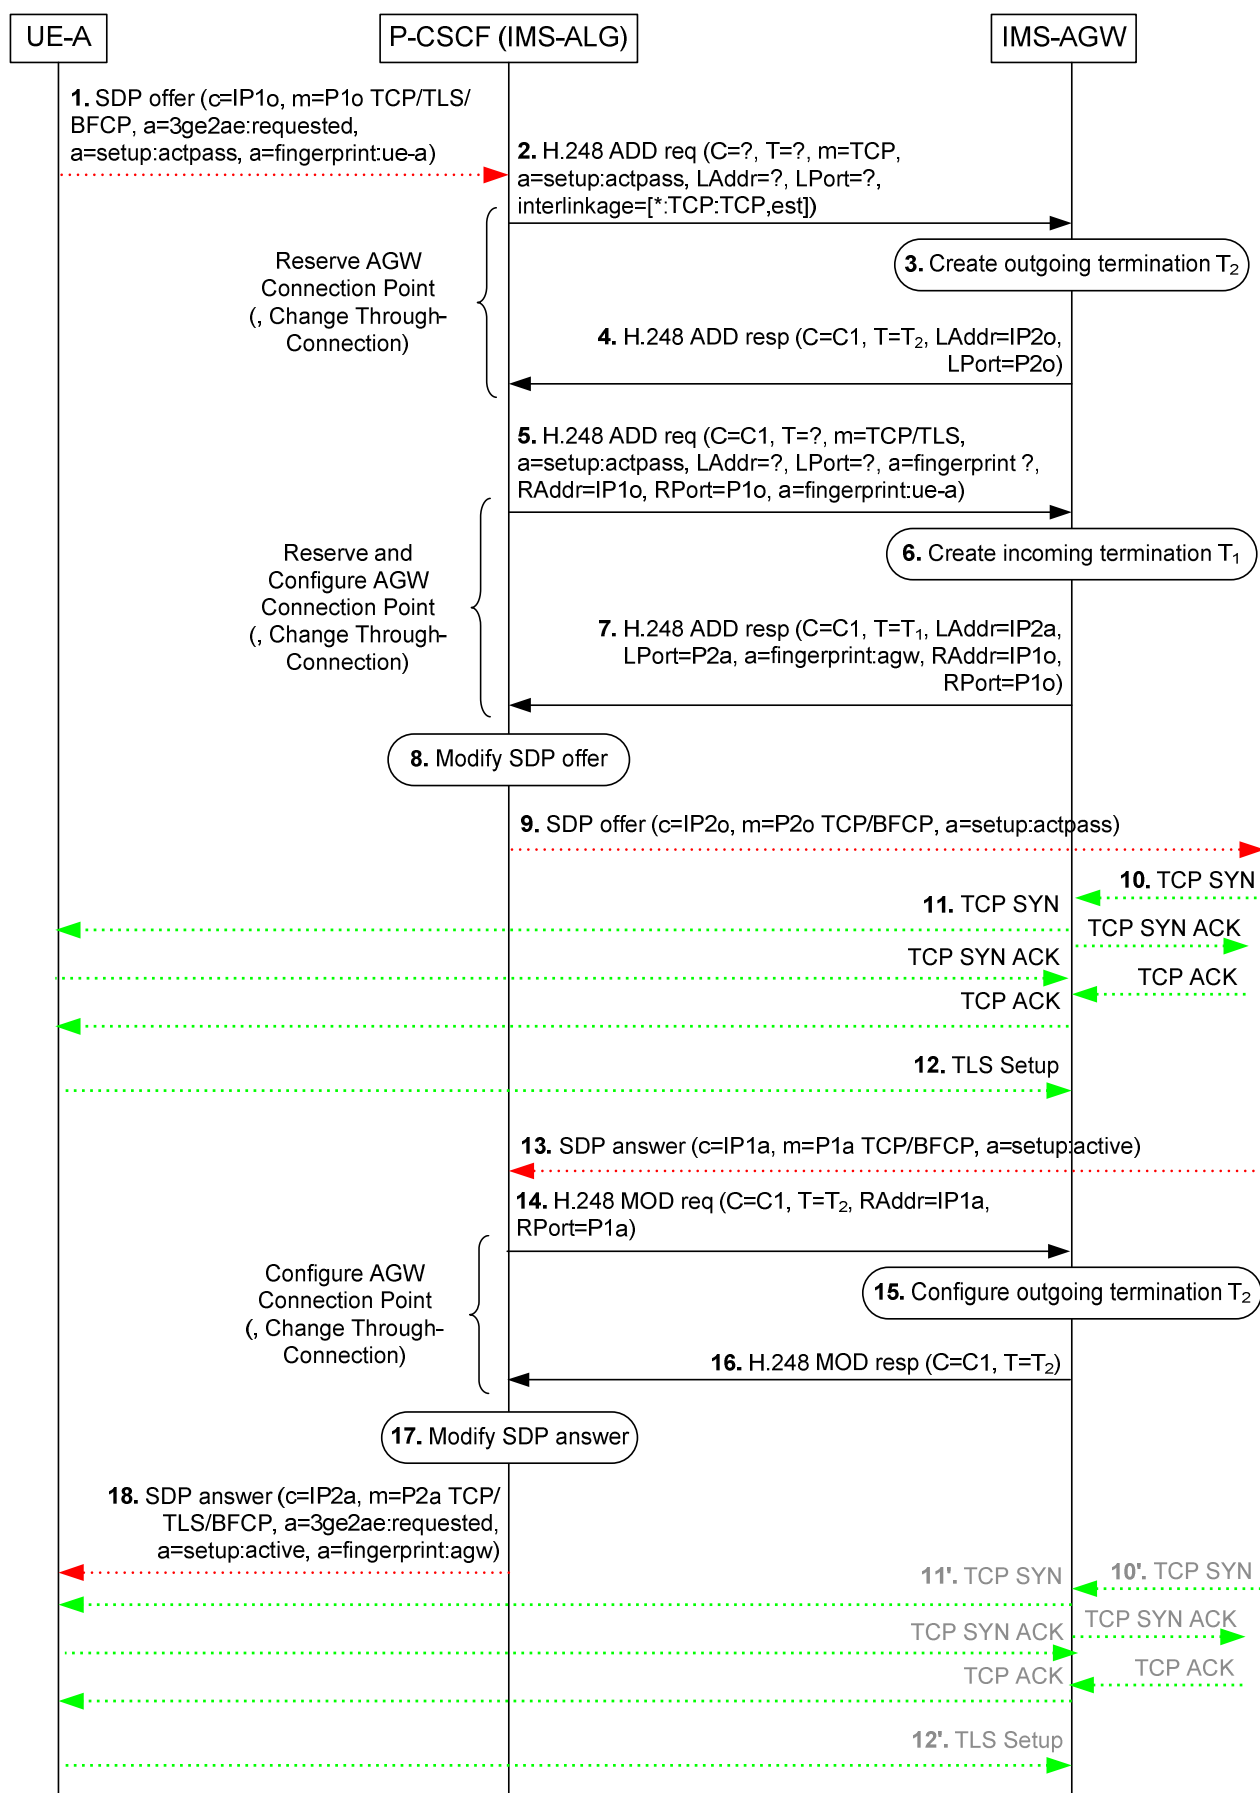 UE-A
P-CSCF (IMS-ALG)
IMS-AGW
1. SDP offer (c=IP1o, m=P1o TCP/TLS/
BFCP, a=3ge2ae:requested,
a=setup:actpass, a=fingerprint:ue-a)
2. H.248 ADD req (C=?, T=?, m=TCP,
a=setup:actpass, LAddr=?, LPort=?,
interlinkage=[*:TCP:TCP,est])
Reserve AGW
Connection Point
(, Change Through-
Connection)
3. Create outgoing termination T2
4. H.248 ADD resp (C=C1, T=T2, LAddr=IP2o,
LPort=P2o)
5. H.248 ADD req (C=C1, T=?, m=TCP/TLS,
a=setup:actpass, LAddr=?, LPort=?, a=fingerprint ?,
RAddr=IP1o, RPort=P1o, a=fingerprint:ue-a)
Reserve and
Configure AGW
Connection Point
(, Change Through-
Connection)
6. Create incoming termination T1
7. H.248 ADD resp (C=C1, T=T1, LAddr=IP2a,
LPort=P2a, a=fingerprint:agw, RAddr=IP1o,
RPort=P1o)
8. Modify SDP offer
9. SDP offer (c=IP2o, m=P2o TCP/BFCP, a=setup:actpass)
10. TCP SYN
11. TCP SYN
TCP SYN ACK
TCP SYN ACK
TCP ACK
TCP ACK
12. TLS Setup
13. SDP answer (c=IP1a, m=P1a TCP/BFCP, a=setup:active)
14. H.248 MOD req (C=C1, T=T2, RAddr=IP1a,
RPort=P1a)
Configure AGW
Connection Point
(, Change Through-
Connection)
15. Configure outgoing termination T2
16. H.248 MOD resp (C=C1, T=T2)
17. Modify SDP answer
18. SDP answer (c=IP2a, m=P2a TCP/
TLS/BFCP, a=3ge2ae:requested,
a=setup:active, a=fingerprint:agw)
10'. TCP SYN
11'. TCP SYN
TCP SYN ACK
TCP SYN ACK
TCP ACK
TCP ACK
12'. TLS Setup